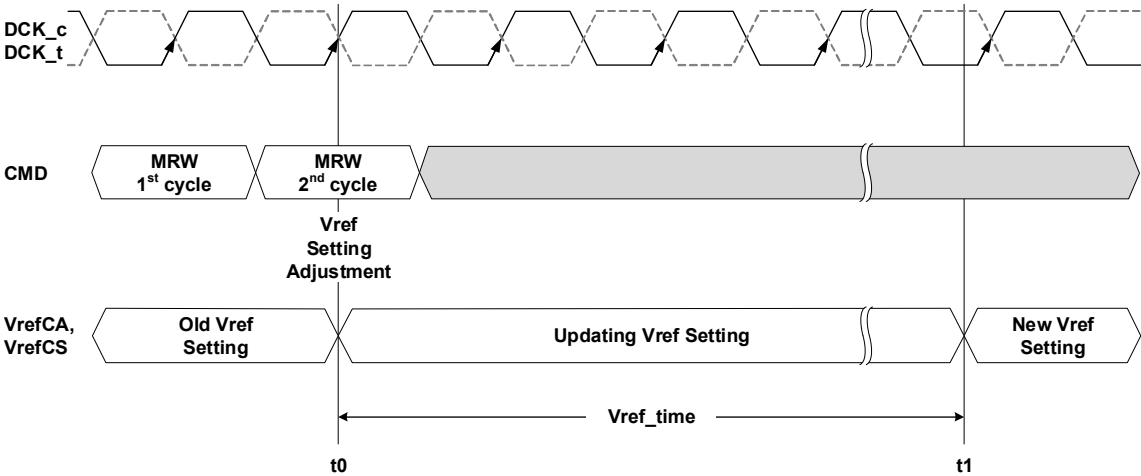 DCK_c
DCK_t
CMD
MRW
1st cycle
MRW
2nd cycle
Vref
Setting
Adjustment
VrefCA,
VrefCS
Old Vref
Setting
Updating Vref Setting
New Vref
Setting
Vref_time
t0
t1